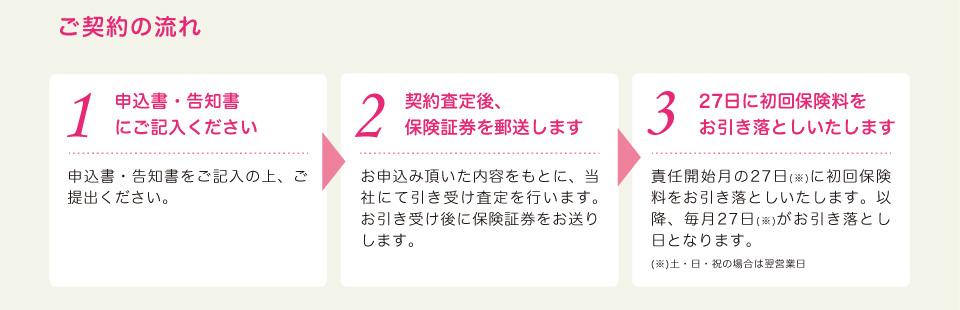 ご契約の流れ
1
申込書・告知書
にご記入ください
申込書・告知書をご記入の上、ご
提出ください。
2
契約査定後、
保険証券を郵送します
お申込み頂いた内容をもとに、当
社にて引き受け査定を行います。
お引き受け後に保険証券をお送り
します。
3
27日に初回保険料を
お引き落としいたします
責任開始月の27日(※)に初回保険
料をお引き落としいたします。以
降、毎月27日(※)がお引き落とし
日となります。
(※)土・日・祝の場合は翌営業日